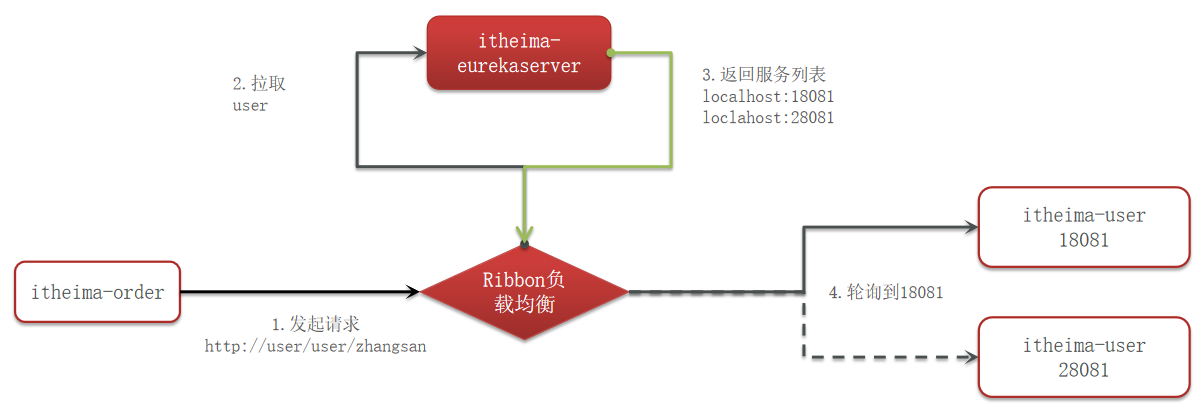 itheima-
eurekaserver
2.拉取
user
3.返回服务列表
localhost:18081
loclahost:28081
itheima-order
1.发起请求
http://user/user/zhangsan
Ribbon负
载均衡
4.轮询到18081
itheima-user
18081
itheima-user
28081